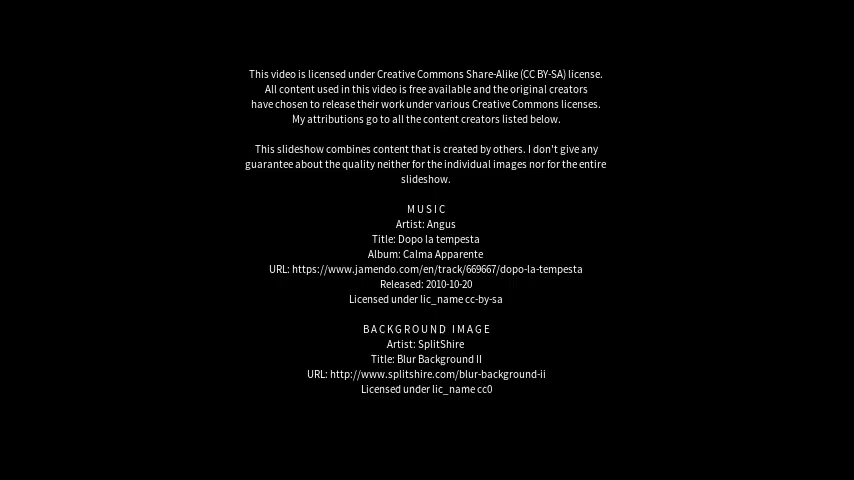 This video is licensed under Creative Commons Share-Alike (CC BY-SA) license.
All content used in this video is free available and the original creators
have chosen to release their work under various Creative Commons licenses.
My attributions go to all the content creators listed below.
This slideshow combines content that is created by others. I don't give any
guarantee about the quality neither for the individual images nor for the entire
slideshow.
MUSIC
Artist: Angus
Title: Dopo la tempesta
Album: Calma Apparente
URL: https://www.jamendo.com/en/track/669667/dopo-la-tempesta
Released: 2010-10-20
Licensed under lic_name cc-by-sa
BACKGROUND IMAGE
Artist: SplitShire
Title: Blur Background II
URL: http://www.splitshire.com/blur-background-ii
Licensed under lic_name cc0